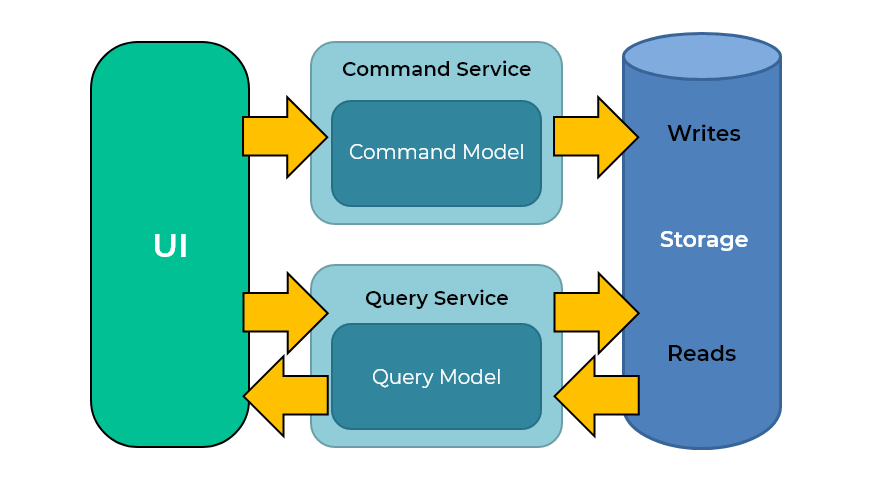 UI
Command Service
Command Model
Query Service
Query Model
Writes
Storage
Reads